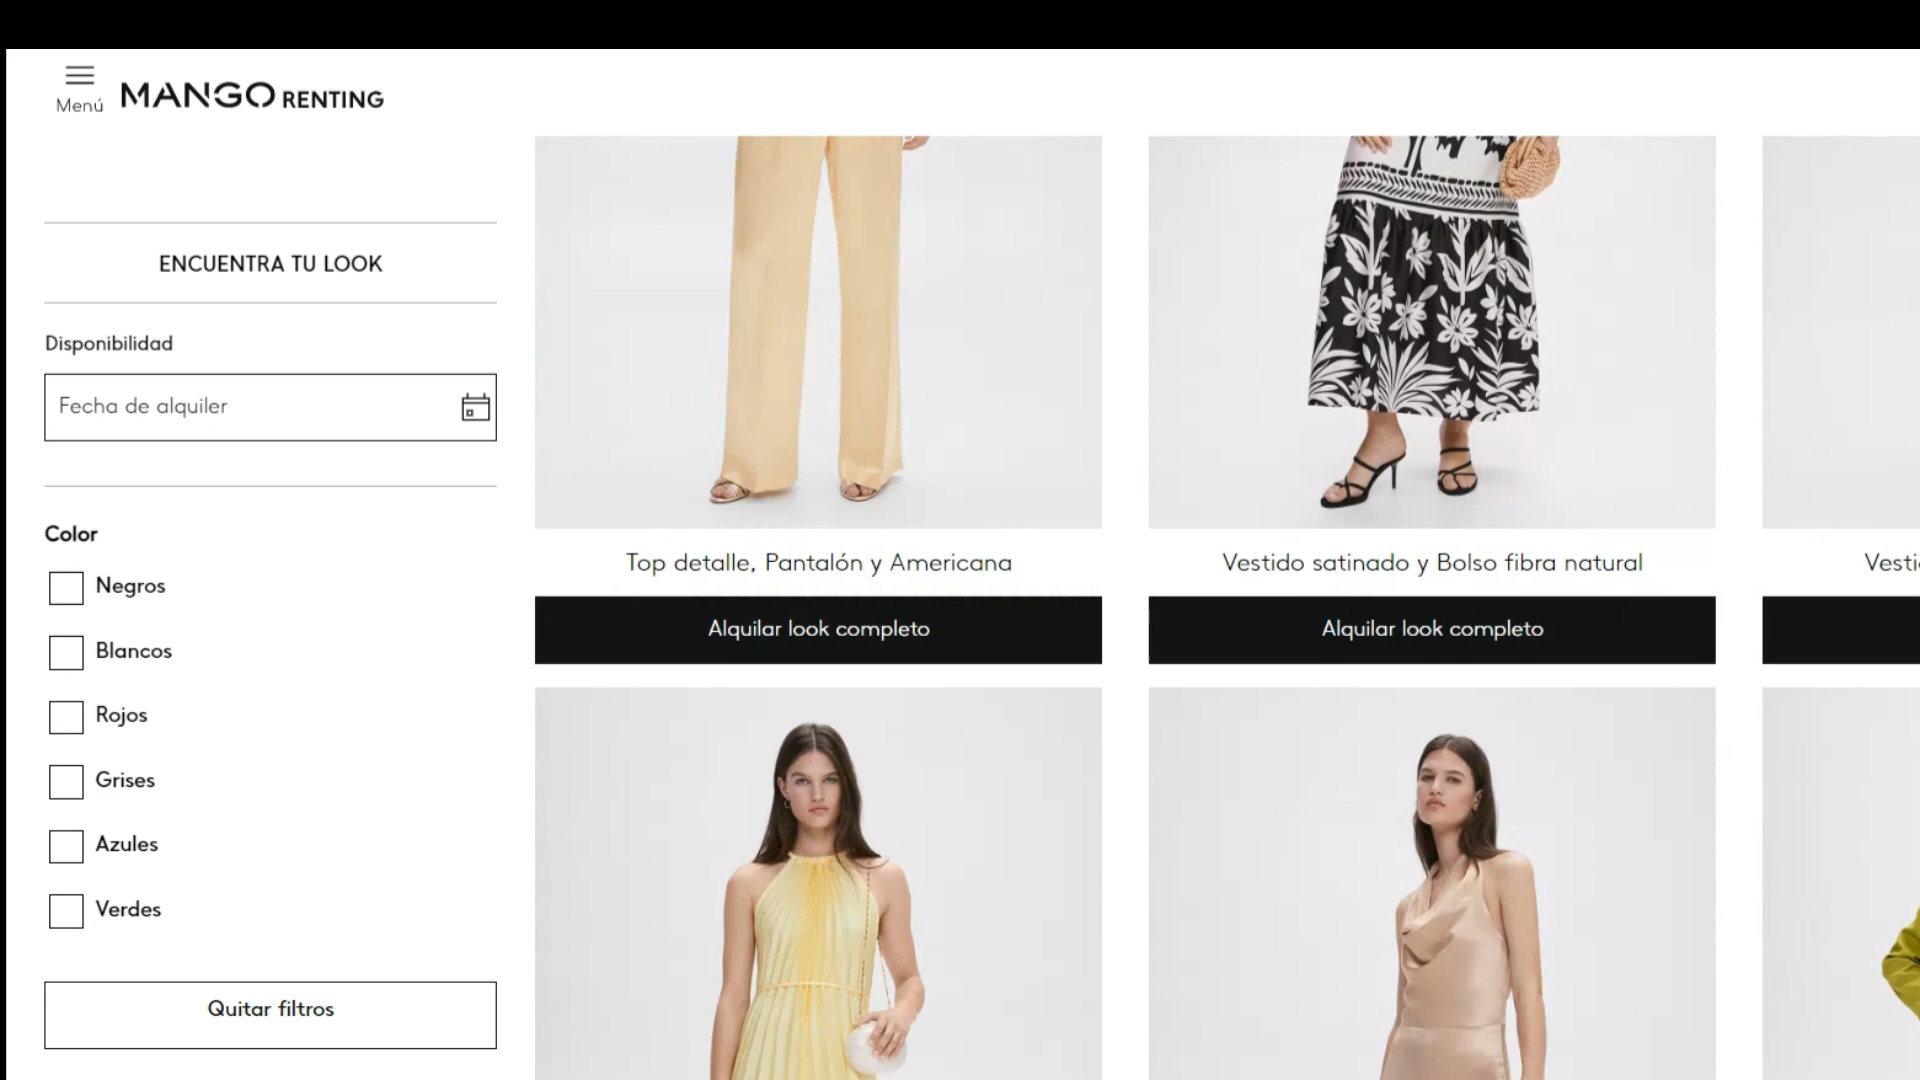 Menú
MANGO RENTING
ENCUENTRA TU LOOK
Disponibilidad
Fecha de alquiler
Color
Negros
Blancos
Rojos
Grises
Azules
Verdes
Quitar filtros
Top detalle, Pantalón y Americana
Alquilar look completo
Vestido satinado y Bolso fibra natural
Alquilar look completo